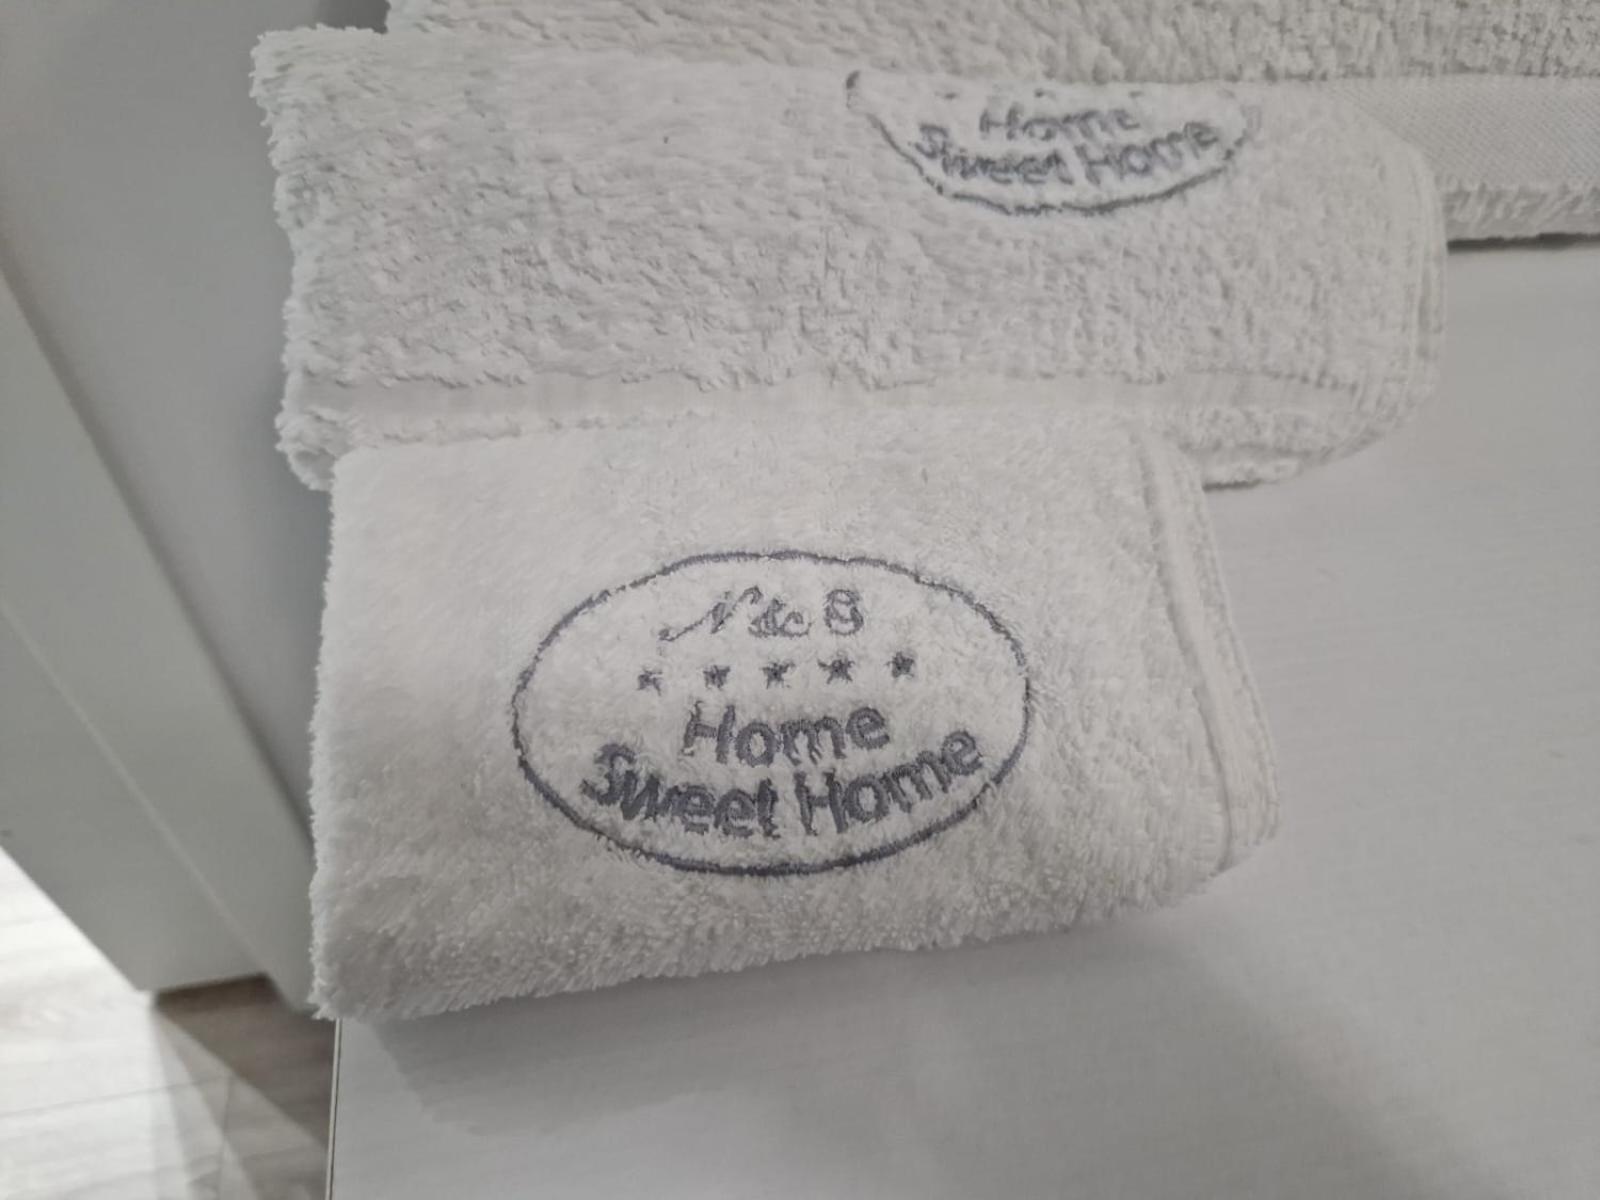 Home
Sweet Home
N & S
★ ★ ★ ★ ★
Home
Sweet Home